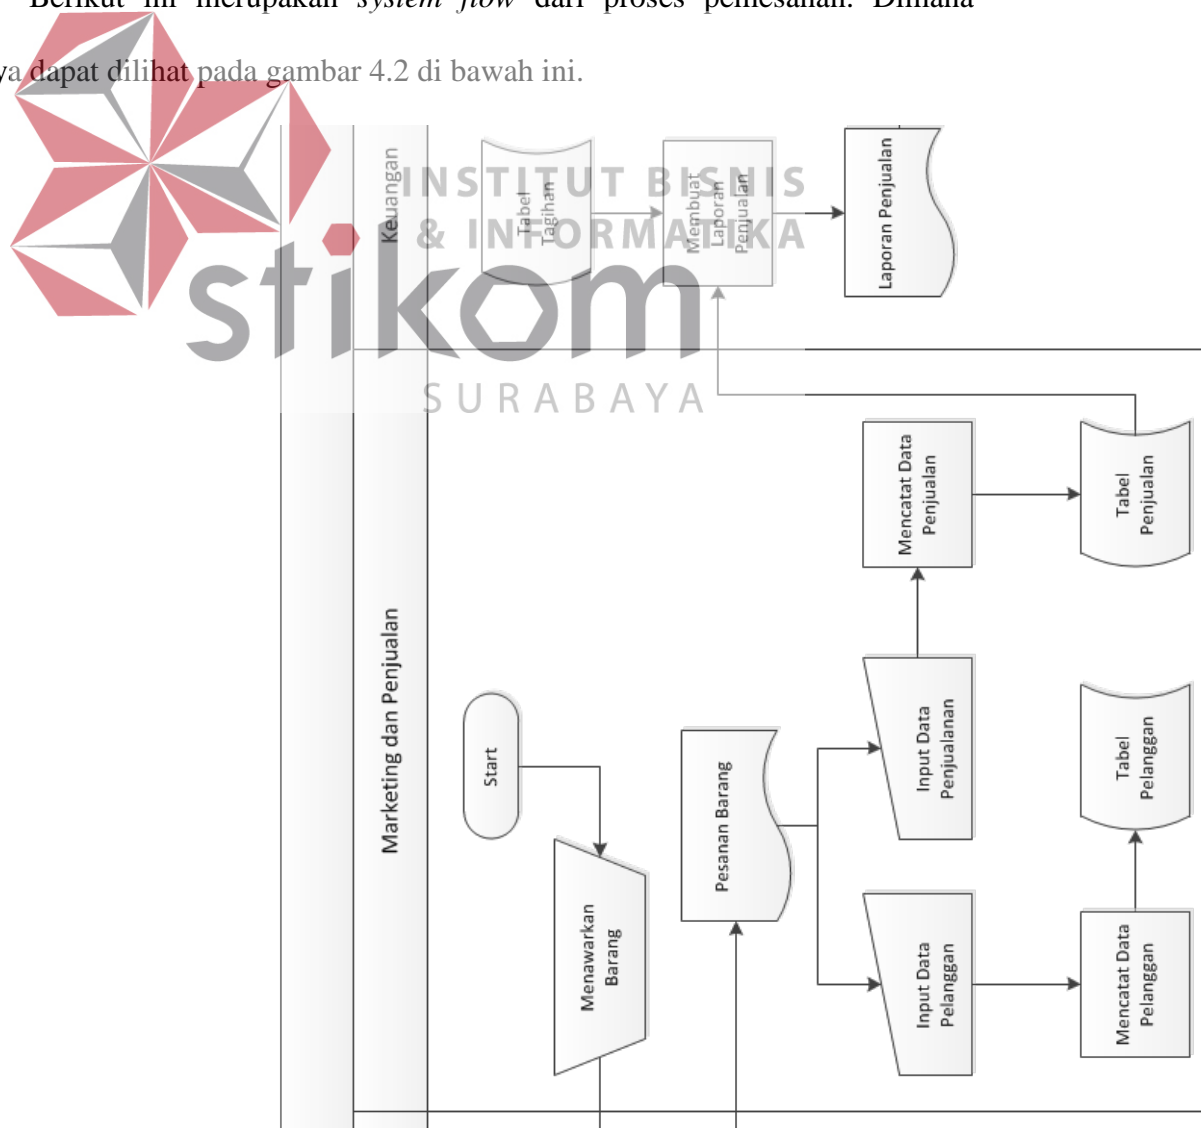 Berikut ini merupakan system flow dari proses pemesanan. Dimana
ya dapat dilihat pada gambar 4.2 di bawah ini.
INSTITUT BISNIS
& INFORMATIKA
stikom
SURABAYA
Keuangan
Tabel
Tagihan
Membuat
Laporan
Penjualan
Laporan Penjualan
Marketing dan Penjualan
Start
Menawarkan
Barang
Pesanan Barang
Input Data
Penjualanan
Mencatat Data
Penjualan
Tabel
Penjualan
Input Data
Pelanggan
Mencatat Data
Pelanggan
Tabel
Pelanggan